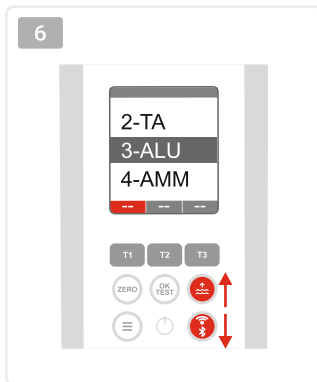 6
2-TA
3-ALU
4-AMM
-- -- --
T1 T2 T3
ZERO OK TEST